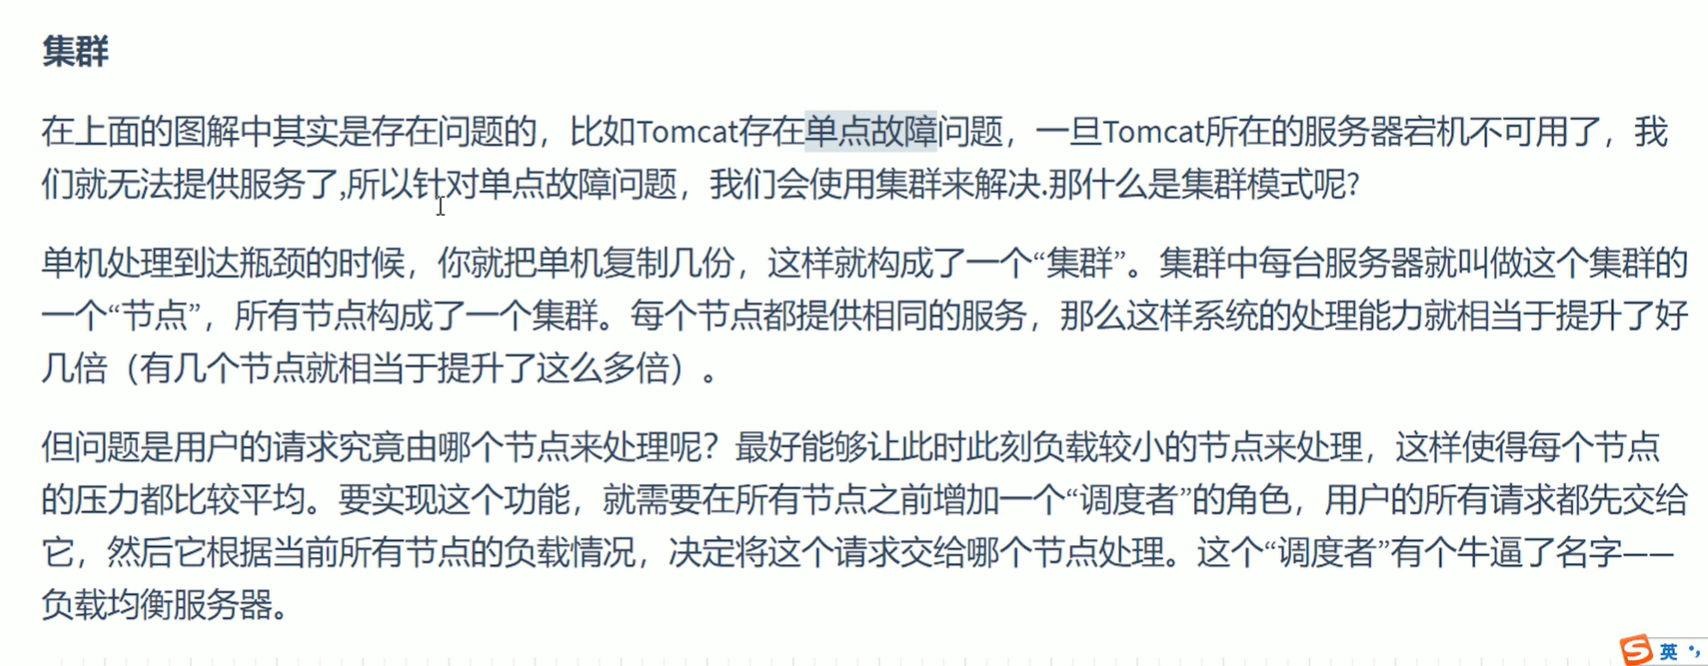 集群
在上面的图解中其实是存在问题的，比如Tomcat存在单点故障问题，一旦Tomcat所在的服务器宕机不可用了，我
们就无法提供服务了,所以针对单点故障问题，我们会使用集群来解决.那什么是集群模式呢?
单机处理到达瓶颈的时候，你就把单机复制几份，这样就构成了一个“集群”。集群中每台服务器就叫做这个集群的
一个“节点”，所有节点构成了一个集群。每个节点都提供相同的服务，那么这样系统的处理能力就相当于提升了好
几倍（有几个节点就相当于提升了这么多倍）。
但问题是用户的请求究竟由哪个节点来处理呢？最好能够让此时此刻负载较小的节点来处理，这样使得每个节点
的压力都比较平均。要实现这个功能，就需要在所有节点之前增加一个“调度者”的角色，用户的所有请求都先交给
它，然后它根据当前所有节点的负载情况，决定将这个请求交给哪个节点处理。这个“调度者”有个牛逼了名字——
负载均衡服务器。
英